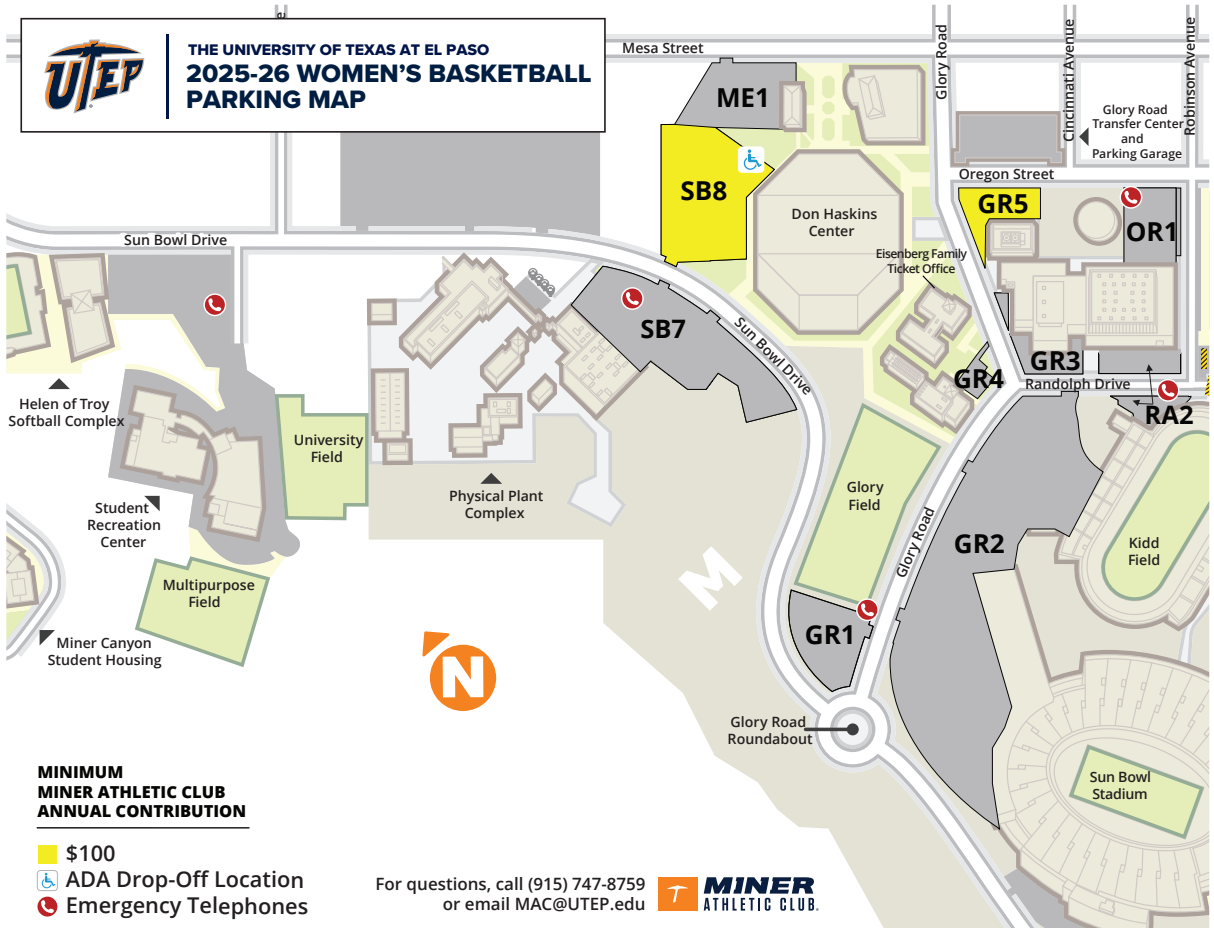 UTEP
THE UNIVERSITY OF TEXAS AT EL PASO
2025-26 WOMEN'S BASKETBALL
PARKING MAP
Mesa Street
Glory Road
Cincinnati Avenue
Robinson Avenue
Glory Road
Transfer Center
and
Parking Garage
ME1
Oregon Street
SB8
GR5
OR1
Don Haskins
Center
Sun Bowl Drive
Eisenberg Family
Ticket Office
SB7
Sun Bowl Drive
GR3
GR4
Randolph Drive
RA2
Helen of Troy
Softball Complex
University
Field
Physical Plant
Complex
Student
Recreation
Center
Glory
Field
Glory Road
GR2
Kidd
Field
M
Multipurpose
Field
Miner Canyon
Student Housing
GR1
N
Glory Road
Roundabout
Sun Bowl
Stadium
MINIMUM
MINER ATHLETIC CLUB
ANNUAL CONTRIBUTION
$100
ADA Drop-Off Location
Emergency Telephones
For questions, call (915) 747-8759
or email MAC@UTEP.edu
MINER
ATHLETIC CLUB.